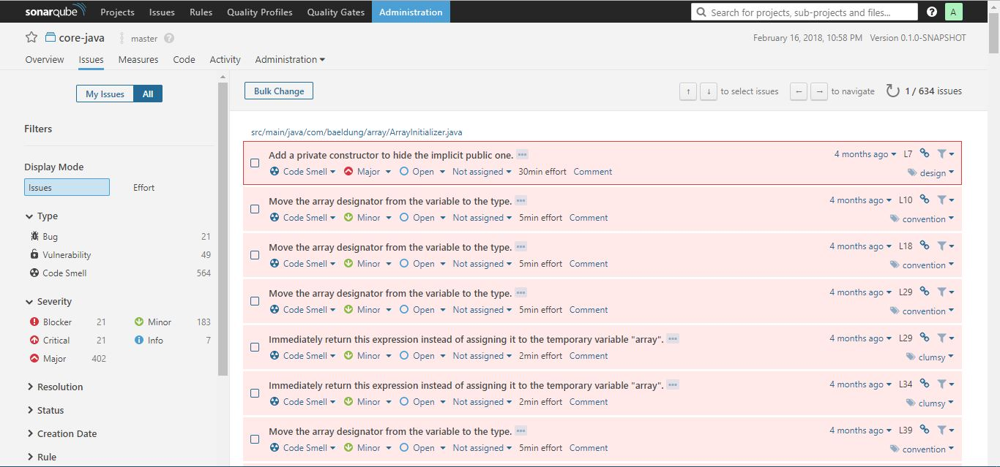 sonarqube Projects Issues Rules Quality Profiles Quality Gates Administration Search for projects, sub-projects and files... ? A
core-java master ? February 16, 2018, 10:58 PM Version 0.1.0-SNAPSHOT
Overview Issues Measures Code Activity Administration
My Issues All
Filters
Display Mode
Issues Effort
Type
Bug 21
Vulnerability 49
Code Smell 564
Severity
Blocker 21 Minor 183
Critical 21 Info 7
Major 402
Resolution
Status
Creation Date
Rule
Bulk Change ↑ ↓ to select issues ← → to navigate 1 / 634 issues
src/main/java/com/baeldung/array/ArrayInitializer.java
Add a private constructor to hide the implicit public one. 4 months ago L7
Code Smell Major Open Not assigned 30min effort Comment design
Move the array designator from the variable to the type. 4 months ago L10
Code Smell Minor Open Not assigned 5min effort Comment convention
Move the array designator from the variable to the type. 4 months ago L18
Code Smell Minor Open Not assigned 5min effort Comment convention
Move the array designator from the variable to the type. 4 months ago L29
Code Smell Minor Open Not assigned 5min effort Comment convention
Immediately return this expression instead of assigning it to the temporary variable "array". 4 months ago L29
Code Smell Minor Open Not assigned 2min effort Comment clumsy
Immediately return this expression instead of assigning it to the temporary variable "array". 4 months ago L34
Code Smell Minor Open Not assigned 2min effort Comment clumsy
Move the array designator from the variable to the type. 4 months ago L39
Code Smell Minor Open Not assigned 5min effort Comment convention